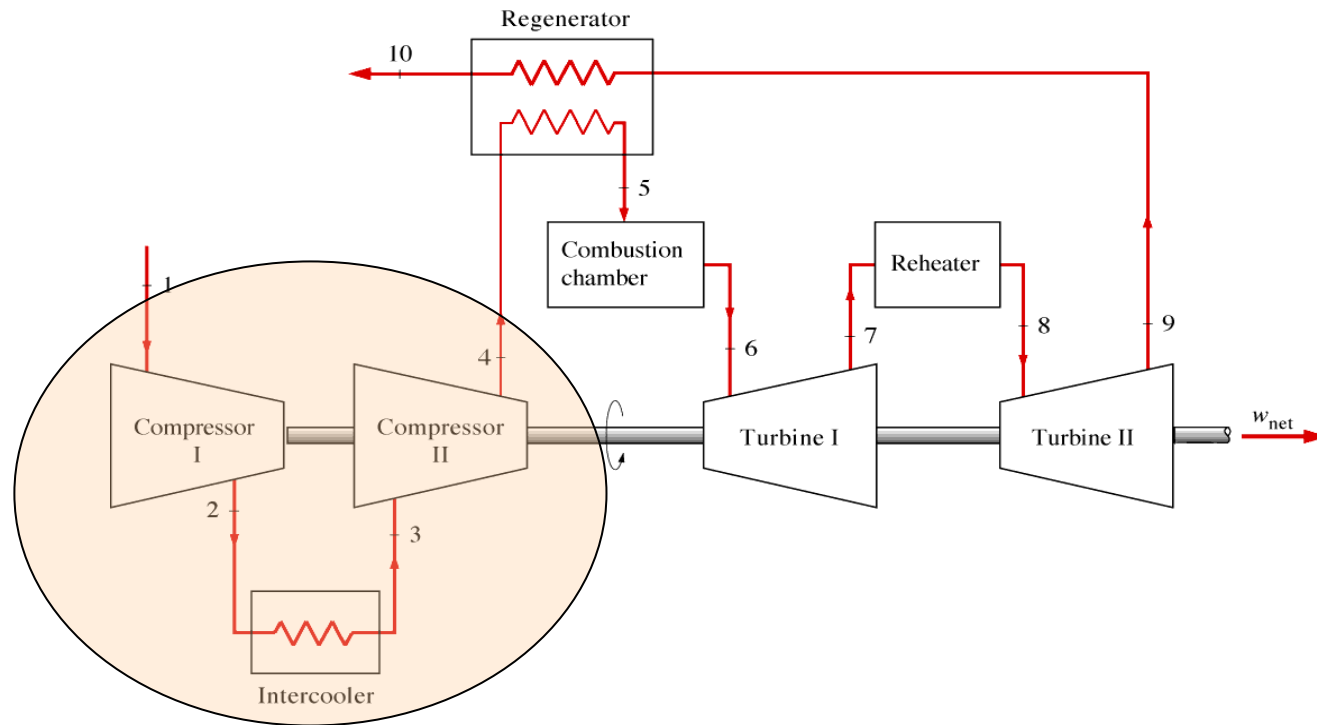 Regenerator
10
5
Combustion
chamber
Reheater
1
4
6
7
8
9
Compressor
I
Compressor
II
Turbine I
Turbine II
wnet
2
3
Intercooler